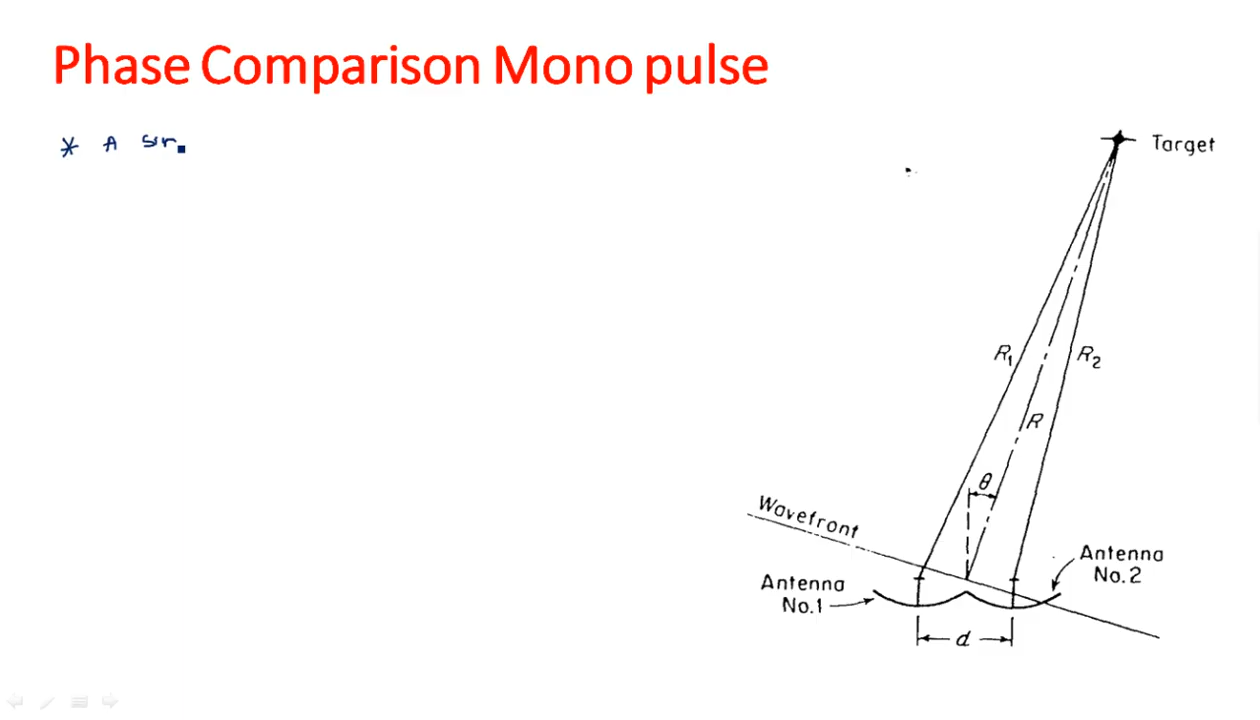 Phase Comparison Mono pulse
* A
Target
R₁
R₂
R
θ
Wavefront
Antenna
No.2
Antenna
No.1
d